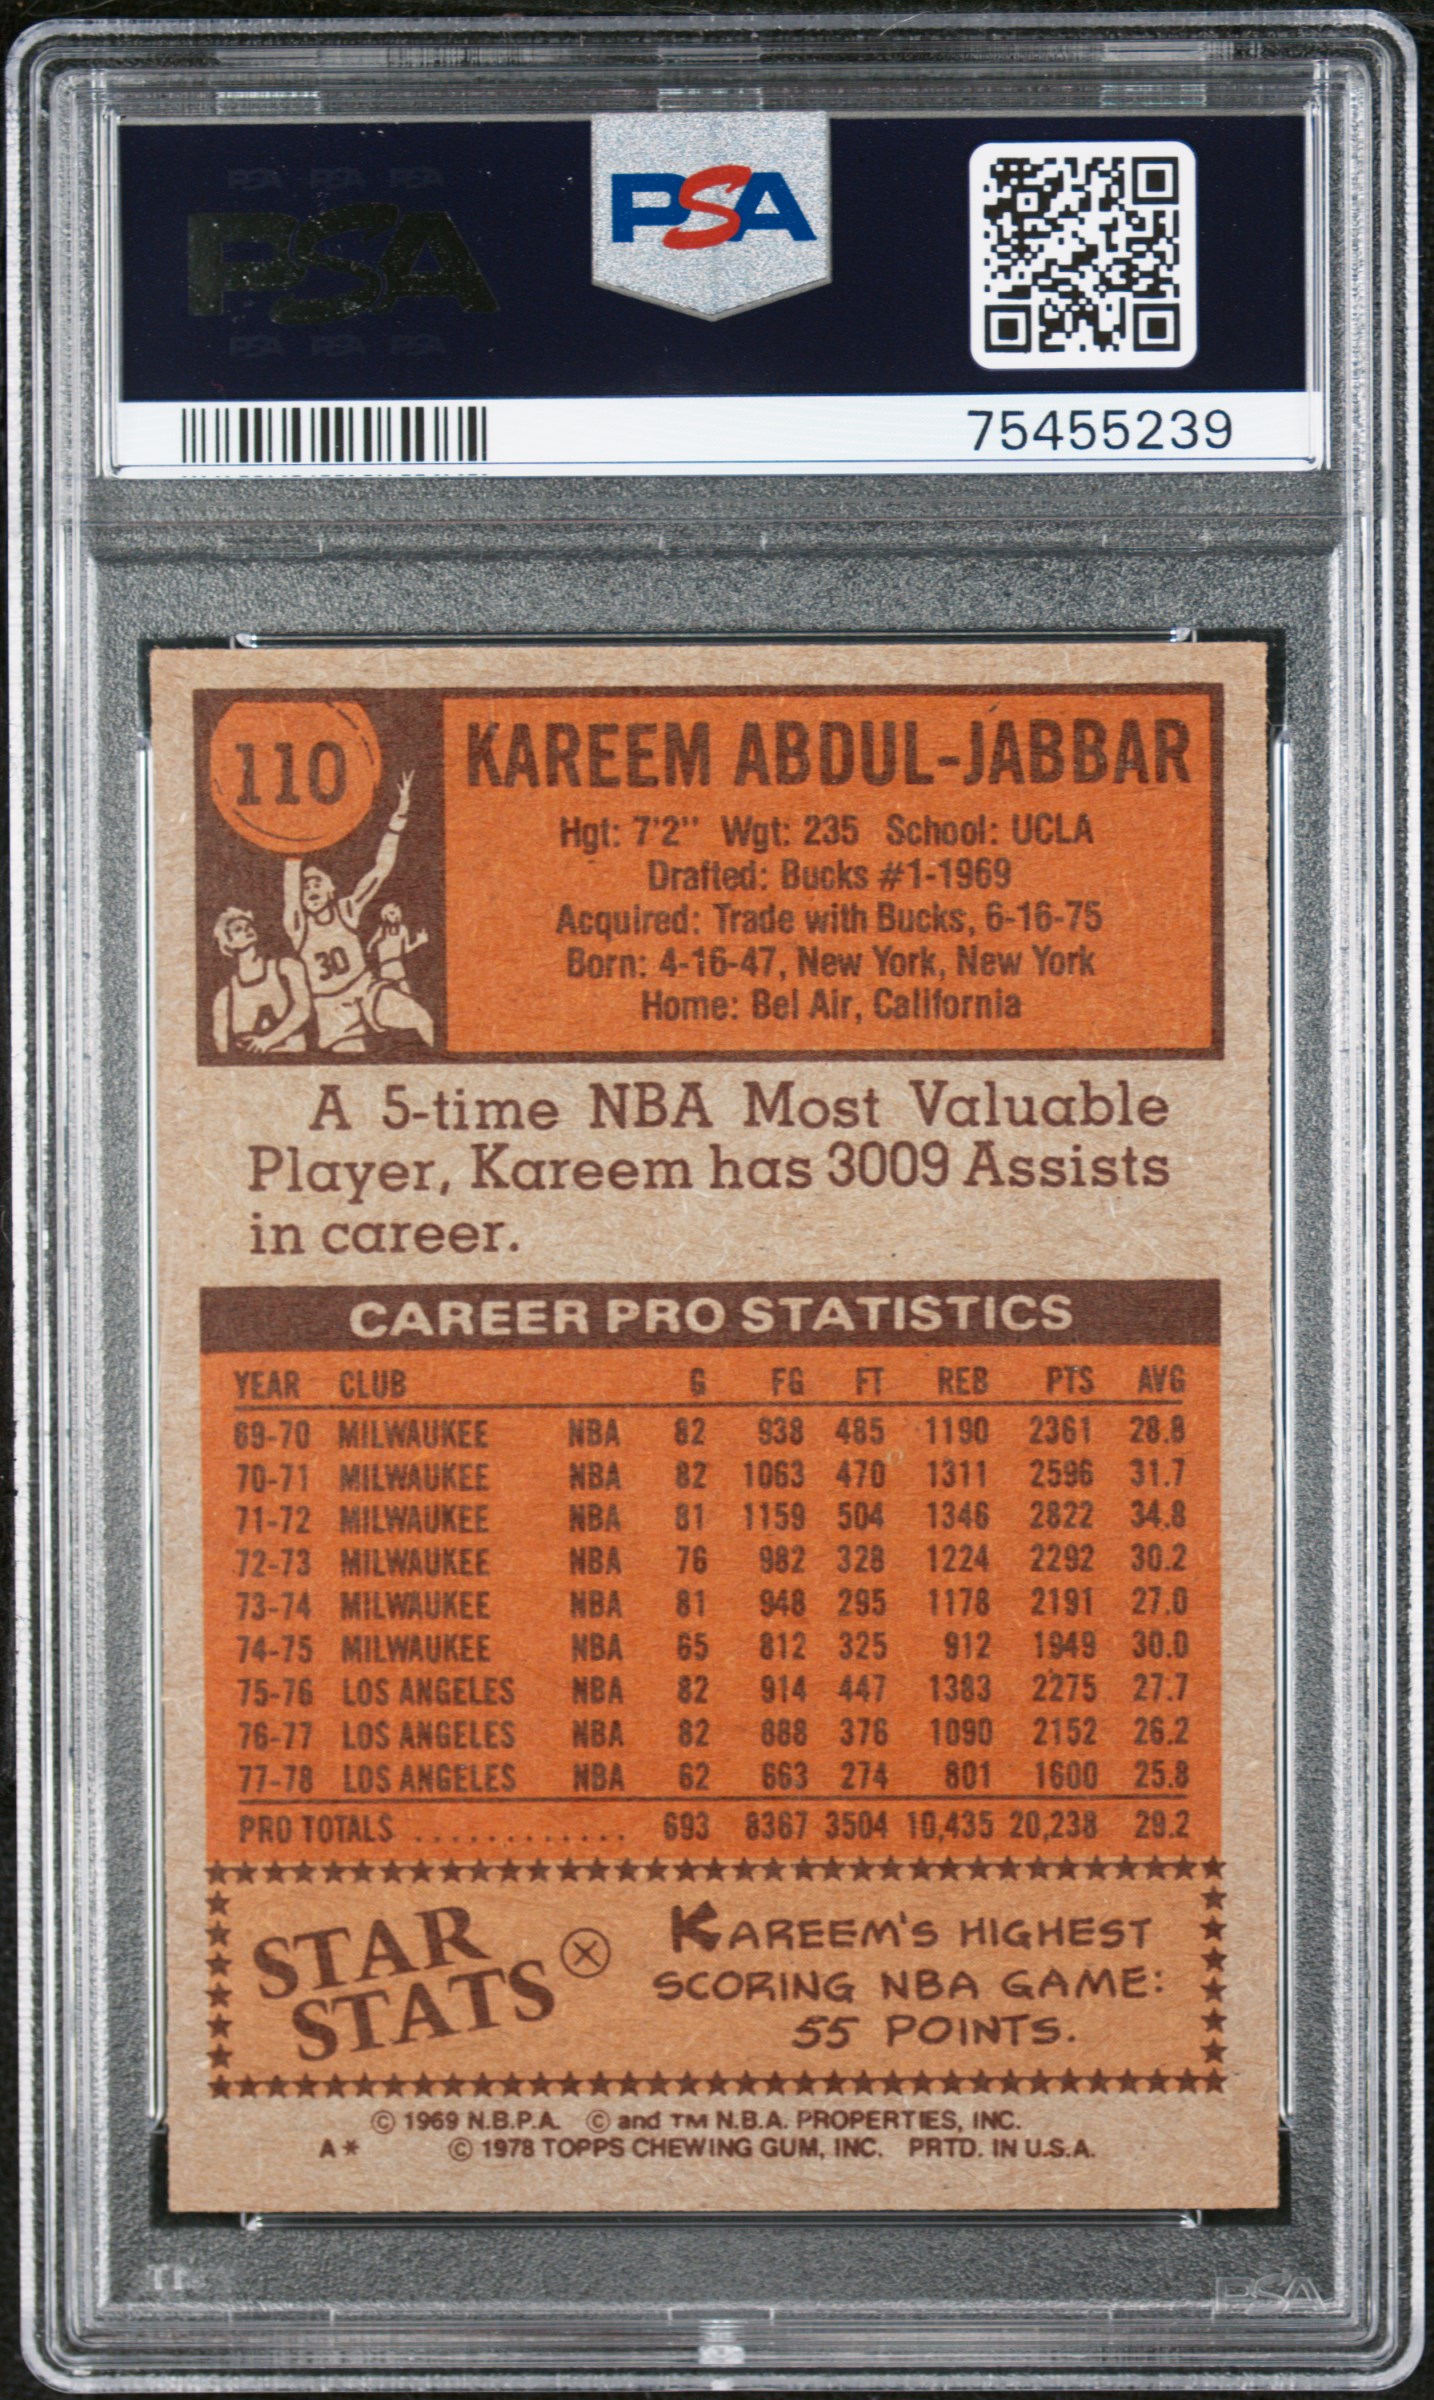 PSA PSA PSA
PSA
PSA PSA PSA
PSA
75455239
110
KAREEM ABDUL-JABBAR
Hgt: 7'2" Wgt: 235 School: UCLA
Drafted: Bucks #1-1969
Acquired: Trade with Bucks, 6-16-75
Born: 4-16-47, New York, New York
Home: Bel Air, California
30
A 5-time NBA Most Valuable
Player, Kareem has 3009 Assists
in career.
CAREER PRO STATISTICS
YEAR CLUB G FG FT REB PTS AVG
69-70 MILWAUKEE NBA 82 938 485 1190 2361 28.8
70-71 MILWAUKEE NBA 82 1063 470 1311 2596 31.7
71-72 MILWAUKEE NBA 81 1159 504 1346 2822 34.8
72-73 MILWAUKEE NBA 76 982 328 1224 2292 30.2
73-74 MILWAUKEE NBA 81 948 295 1178 2191 27.0
74-75 MILWAUKEE NBA 65 812 325 912 1949 30.0
75-76 LOS ANGELES NBA 82 914 447 1383 2275 27.7
76-77 LOS ANGELES NBA 82 888 376 1090 2152 26.2
77-78 LOS ANGELES NBA 62 663 274 801 1600 25.8
PRO TOTALS ............. 693 8367 3504 10,435 20,238 29.2
STAR
STATS
KAREEM'S HIGHEST
SCORING NBA GAME:
55 POINTS.
© 1969 N.B.P.A. © and TM N.B.A. PROPERTIES, INC.
A* © 1978 TOPPS CHEWING GUM, INC. PRTD. IN U.S.A.
PSA